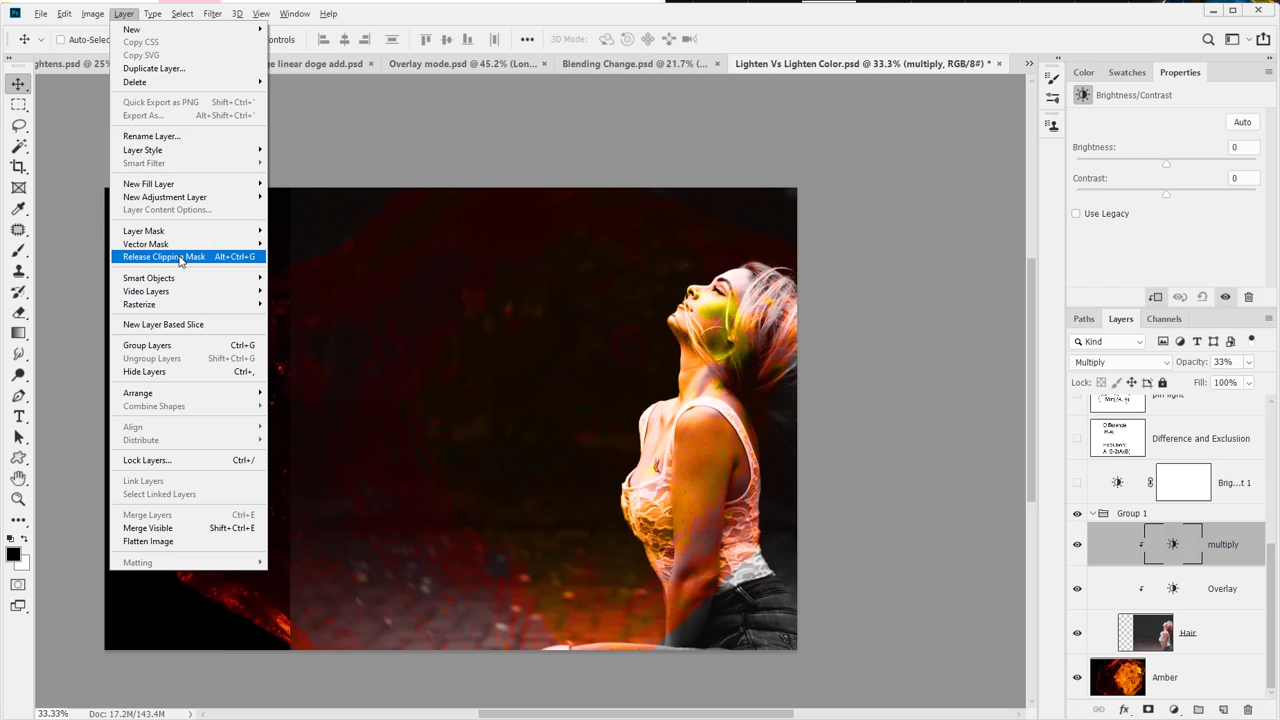 Ps File Edit Image Layer Type Select Filter 3D View Window Help
Auto-Selec
ontrols
3D Mode:
ghtens.psd @ 25%
ge linear doge add.psd ×
Overlay mode.psd @ 45.2% (Lon... ×
Blending Change.psd @ 21.7% (... ×
Lighten Vs Lighten Color.psd @ 33.3% (multiply, RGB/8#) * ×
New
Copy CSS
Copy SVG
Duplicate Layer...
Delete
Quick Export as PNG Shift+Ctrl+'
Export As... Alt+Shift+Ctrl+'
Rename Layer...
Layer Style
Smart Filter
New Fill Layer
New Adjustment Layer
Layer Content Options...
Layer Mask
Vector Mask
Release Clipping Mask Alt+Ctrl+G
Smart Objects
Video Layers
Rasterize
New Layer Based Slice
Group Layers Ctrl+G
Ungroup Layers Shift+Ctrl+G
Hide Layers Ctrl+,
Arrange
Combine Shapes
Align
Distribute
Lock Layers... Ctrl+/
Link Layers
Select Linked Layers
Merge Layers Ctrl+E
Merge Visible Shift+Ctrl+E
Flatten Image
Matting
33.33% Doc: 17.2M/143.4M
Color Swatches Properties
Brightness/Contrast
Auto
Brightness: 0
Contrast: 0
Use Legacy
Paths Layers Channels
Kind
Multiply Opacity: 33%
Lock: Fill: 100%
pin light
Difference
Exclusion:
Difference and Exclusiion
Brig...t 1
Group 1
multiply
Overlay
Hair
Amber